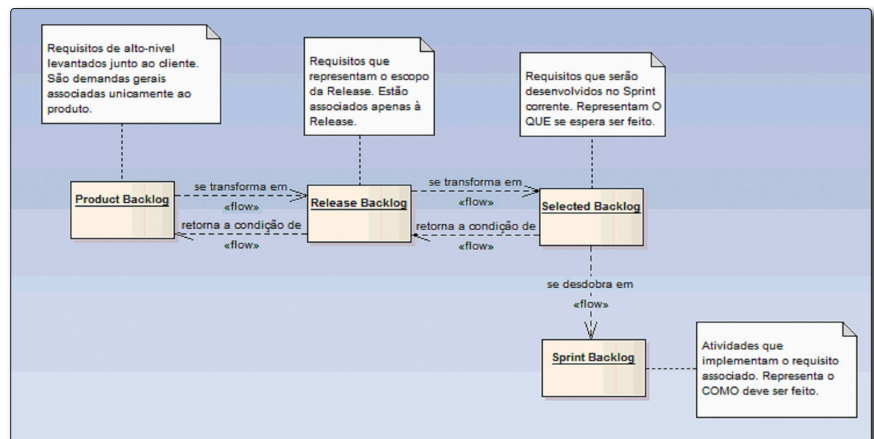 Requisitos de alto-nivel
levantados junto ao cliente.
São demandas gerais
associadas unicamente ao
produto.
Requisitos que
representam o escopo
da Release. Estão
associados apenas à
Release.
Requisitos que serão
desenvolvidos no Sprint
corrente. Representam O
QUE se espera ser feito.
Product Backlog
se transforma em
«flow»
retorna a condição de
«flow»
Release Backlog
se transforma em
«flow»
retorna a condição de
«flow»
Selected Backlog
se desdobra em
«flow»
Sprint Backlog
Atividades que
implementam o requisito
associado. Representa o
COMO deve ser feito.